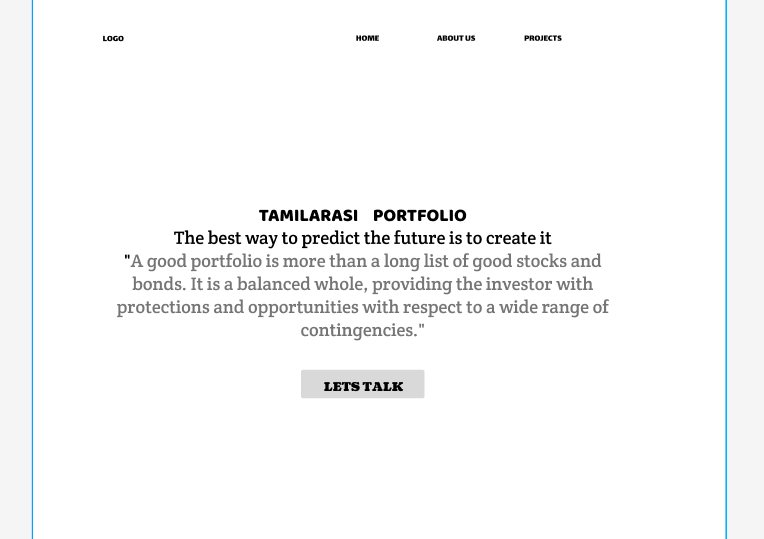 LOGO HOME ABOUT US PROJECTS
TAMILARASI PORTFOLIO
The best way to predict the future is to create it
"A good portfolio is more than a long list of good stocks and
bonds. It is a balanced whole, providing the investor with
protections and opportunities with respect to a wide range of
contingencies."
LETS TALK